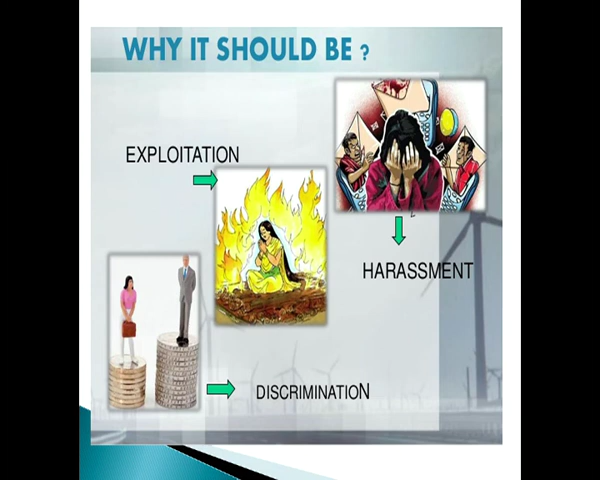 WHY IT SHOULD BE ?
EXPLOITATION
HARASSMENT
DISCRIMINATION